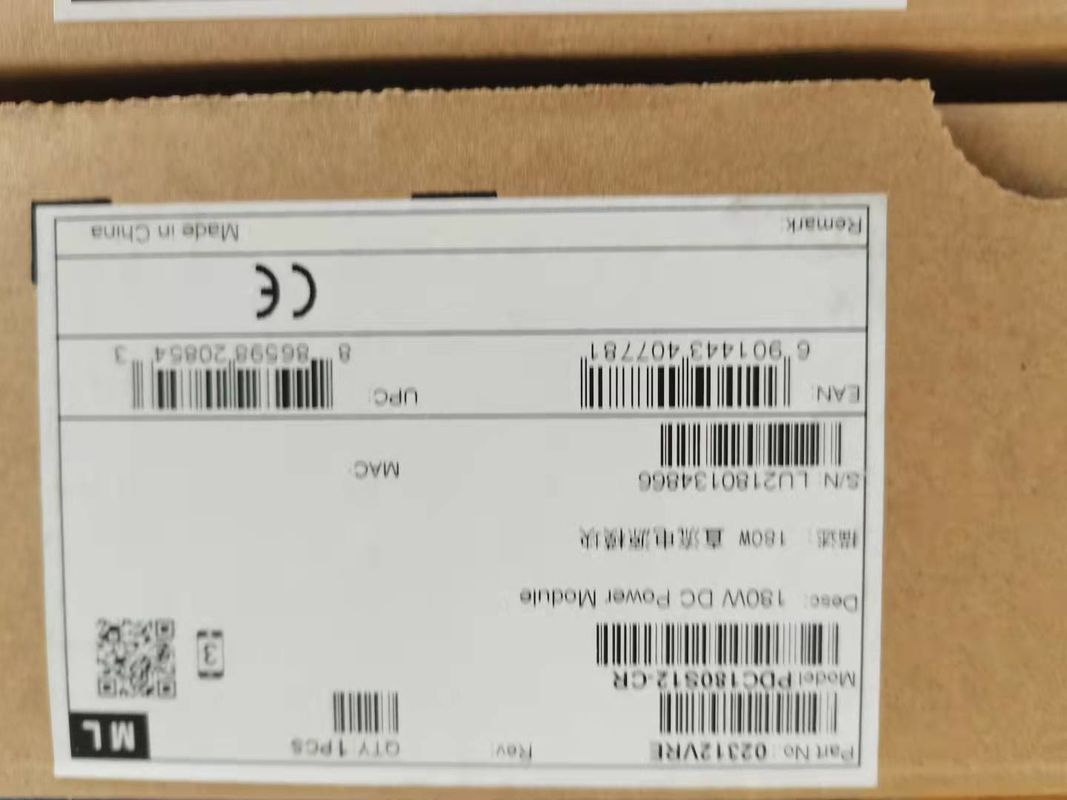 Part No.: 02312VRE
Rev:
QTY: 1PCS
ML
Model:PDC180S12-CR
3
Desc: 180W DC Power Module
描述: 180W 直流电源模块
S/N: LU2180134866
MAC:
EAN: 6 901443 407781
UPC: 8 86598 20854 3
CE
Remark:
Made in China